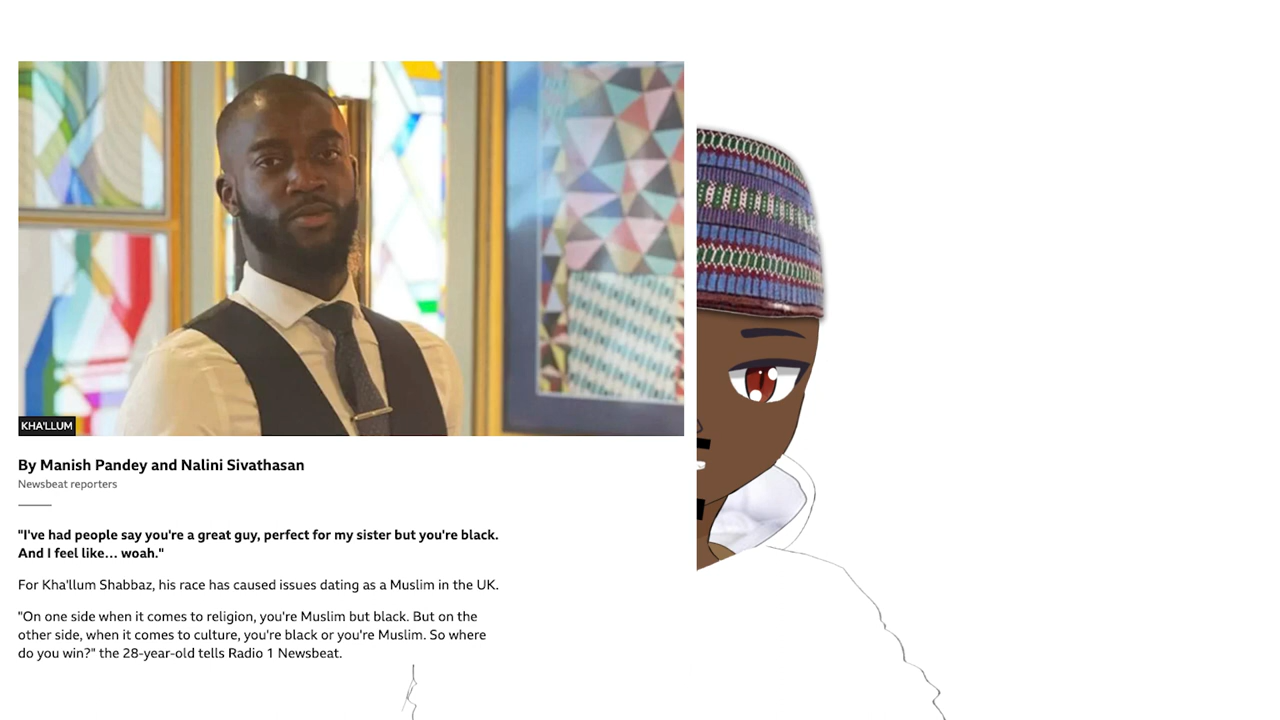 KHA'LLUM
By Manish Pandey and Nalini Sivathasan
Newsbeat reporters
"I've had people say you're a great guy, perfect for my sister but you're black.
And I feel like... woah."
For Kha'llum Shabbaz, his race has caused issues dating as a Muslim in the UK.
"On one side when it comes to religion, you're Muslim but black. But on the
other side, when it comes to culture, you're black or you're Muslim. So where
do you win?" the 28-year-old tells Radio 1 Newsbeat.